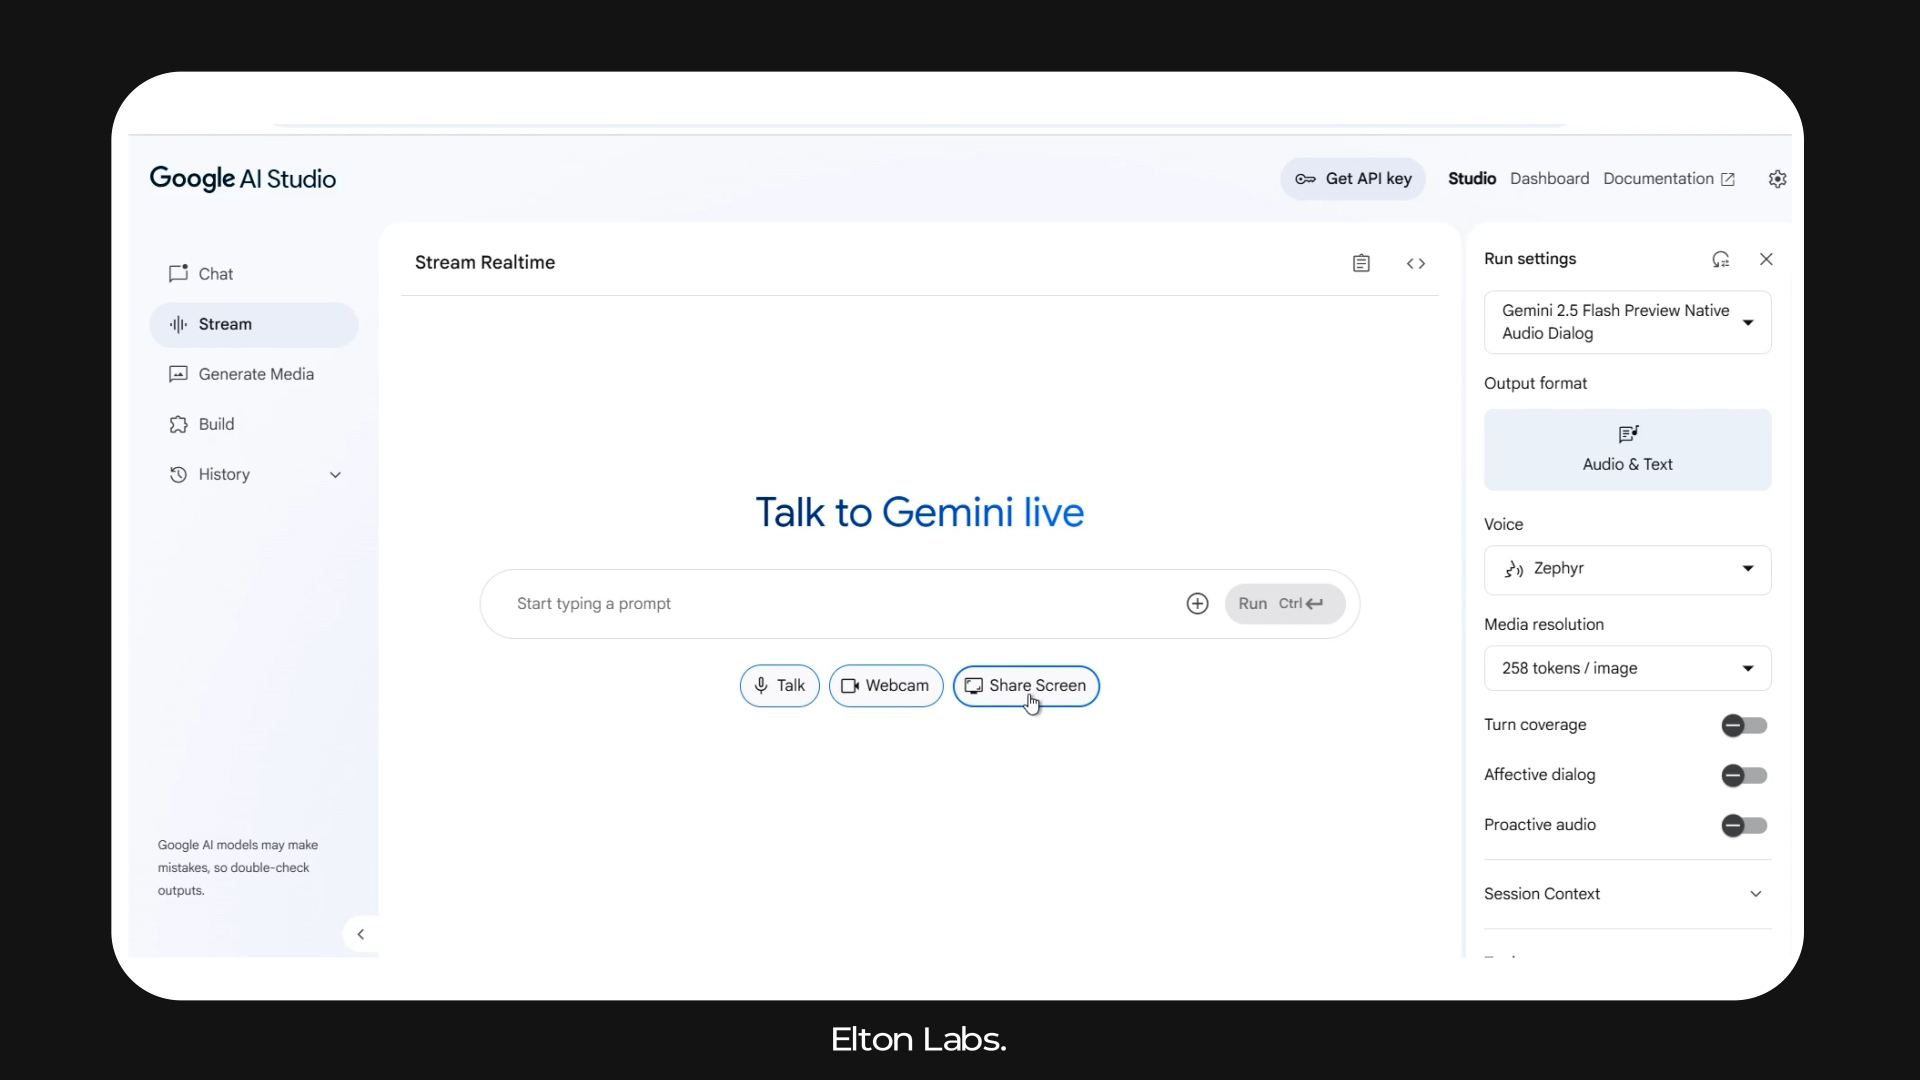 Google AI Studio
Get API key
Studio
Dashboard
Documentation
Chat
Stream
Generate Media
Build
History
Google AI models may make
mistakes, so double-check
outputs.
Stream Realtime
Talk to Gemini live
Start typing a prompt
Run Ctrl
Talk
Webcam
Share Screen
Run settings
Gemini 2.5 Flash Preview Native
Audio Dialog
Output format
Audio & Text
Voice
Zephyr
Media resolution
258 tokens / image
Turn coverage
Affective dialog
Proactive audio
Session Context
Elton Labs.